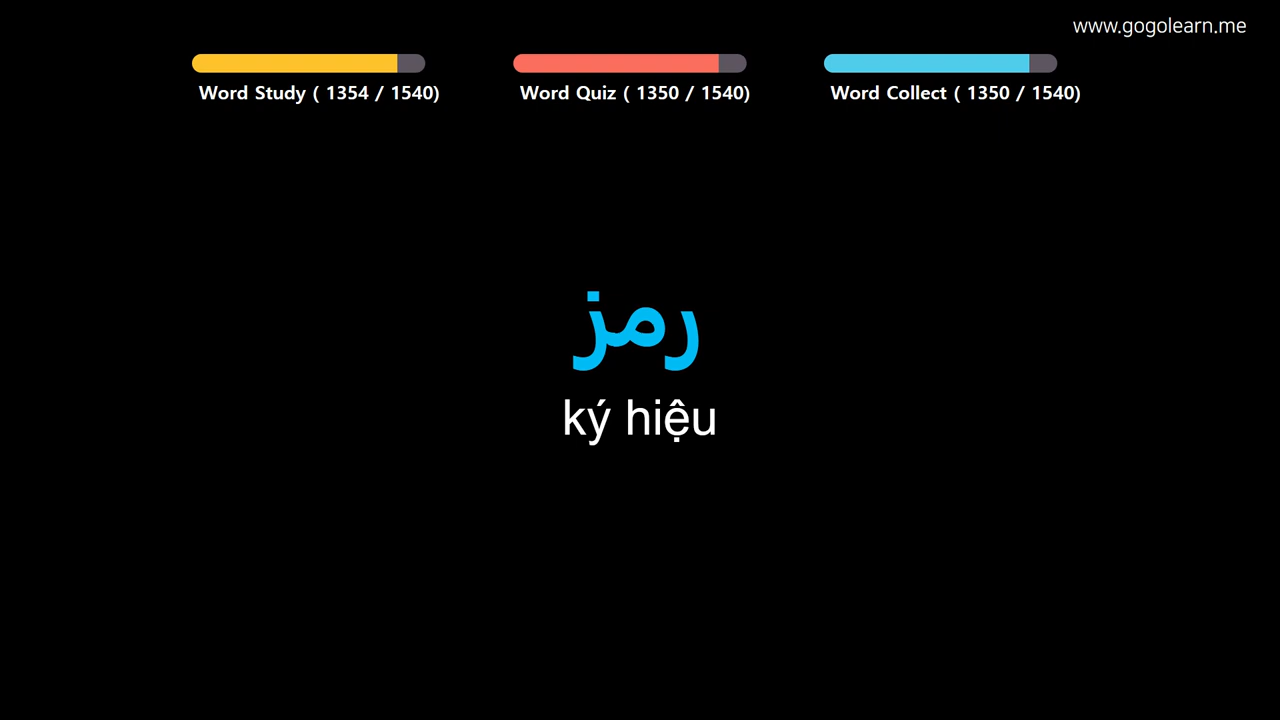 www.gogolearn.me
Word Study ( 1354 / 1540)
Word Quiz ( 1350 / 1540)
Word Collect ( 1350 / 1540)
رمز
ký hiệu